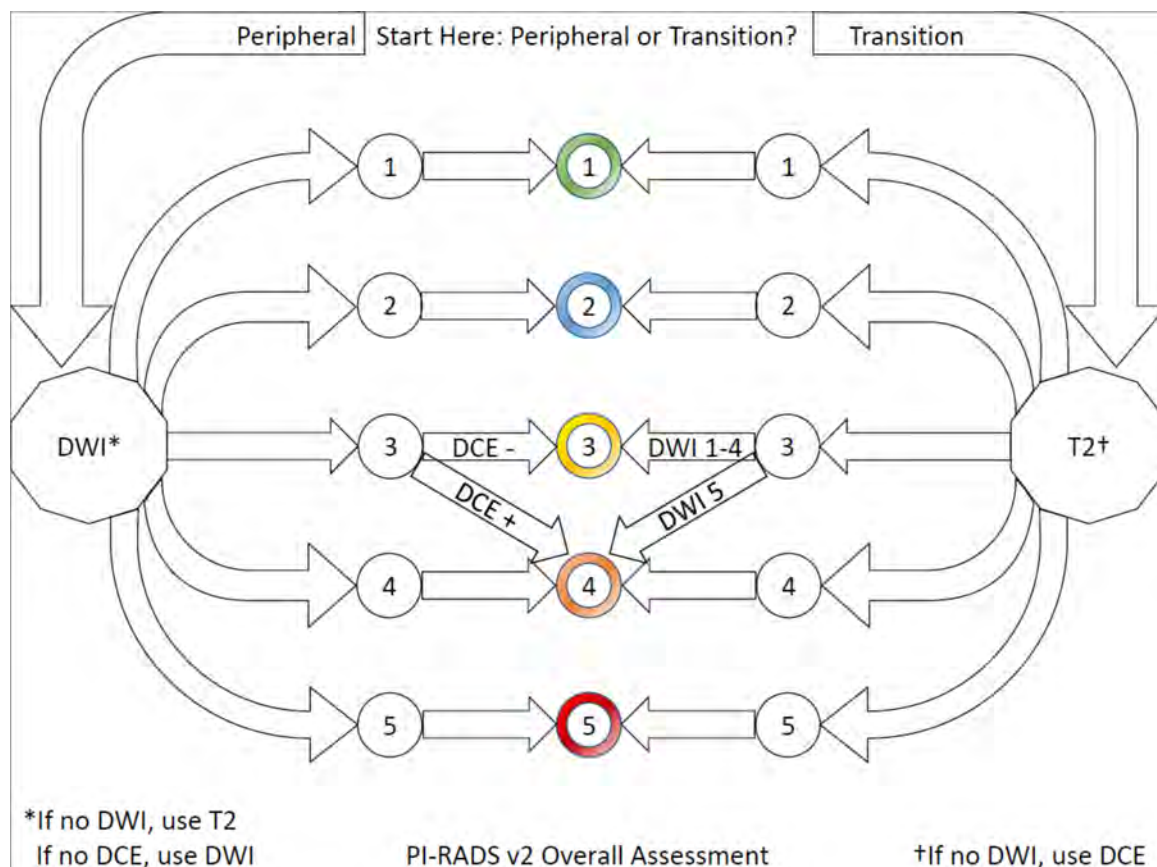 Peripheral Start Here: Peripheral or Transition? Transition
1 1 1
2 2 2
DWI* 3 DCE - 3 DWI 1-4 3 T2†
DCE + DWI 5
4 4 4
5 5 5
*If no DWI, use T2
If no DCE, use DWI PI-RADS v2 Overall Assessment †If no DWI, use DCE